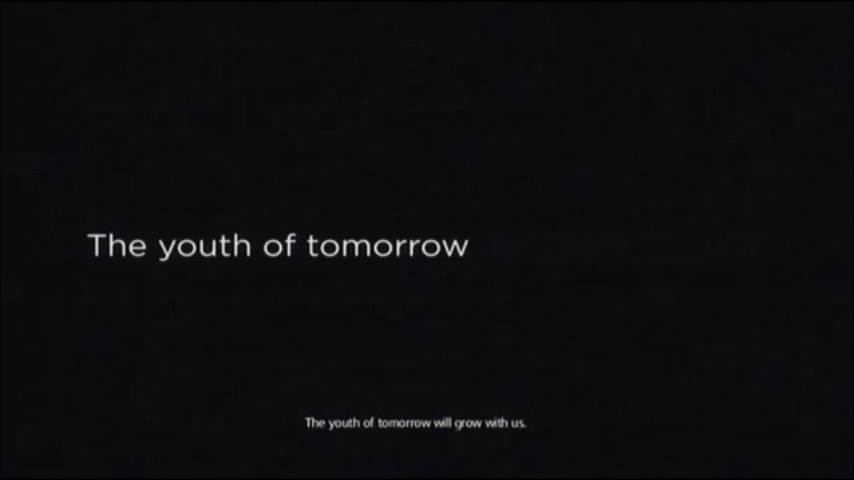 The youth of tomorrow
The youth of tomorrow will grow with us.